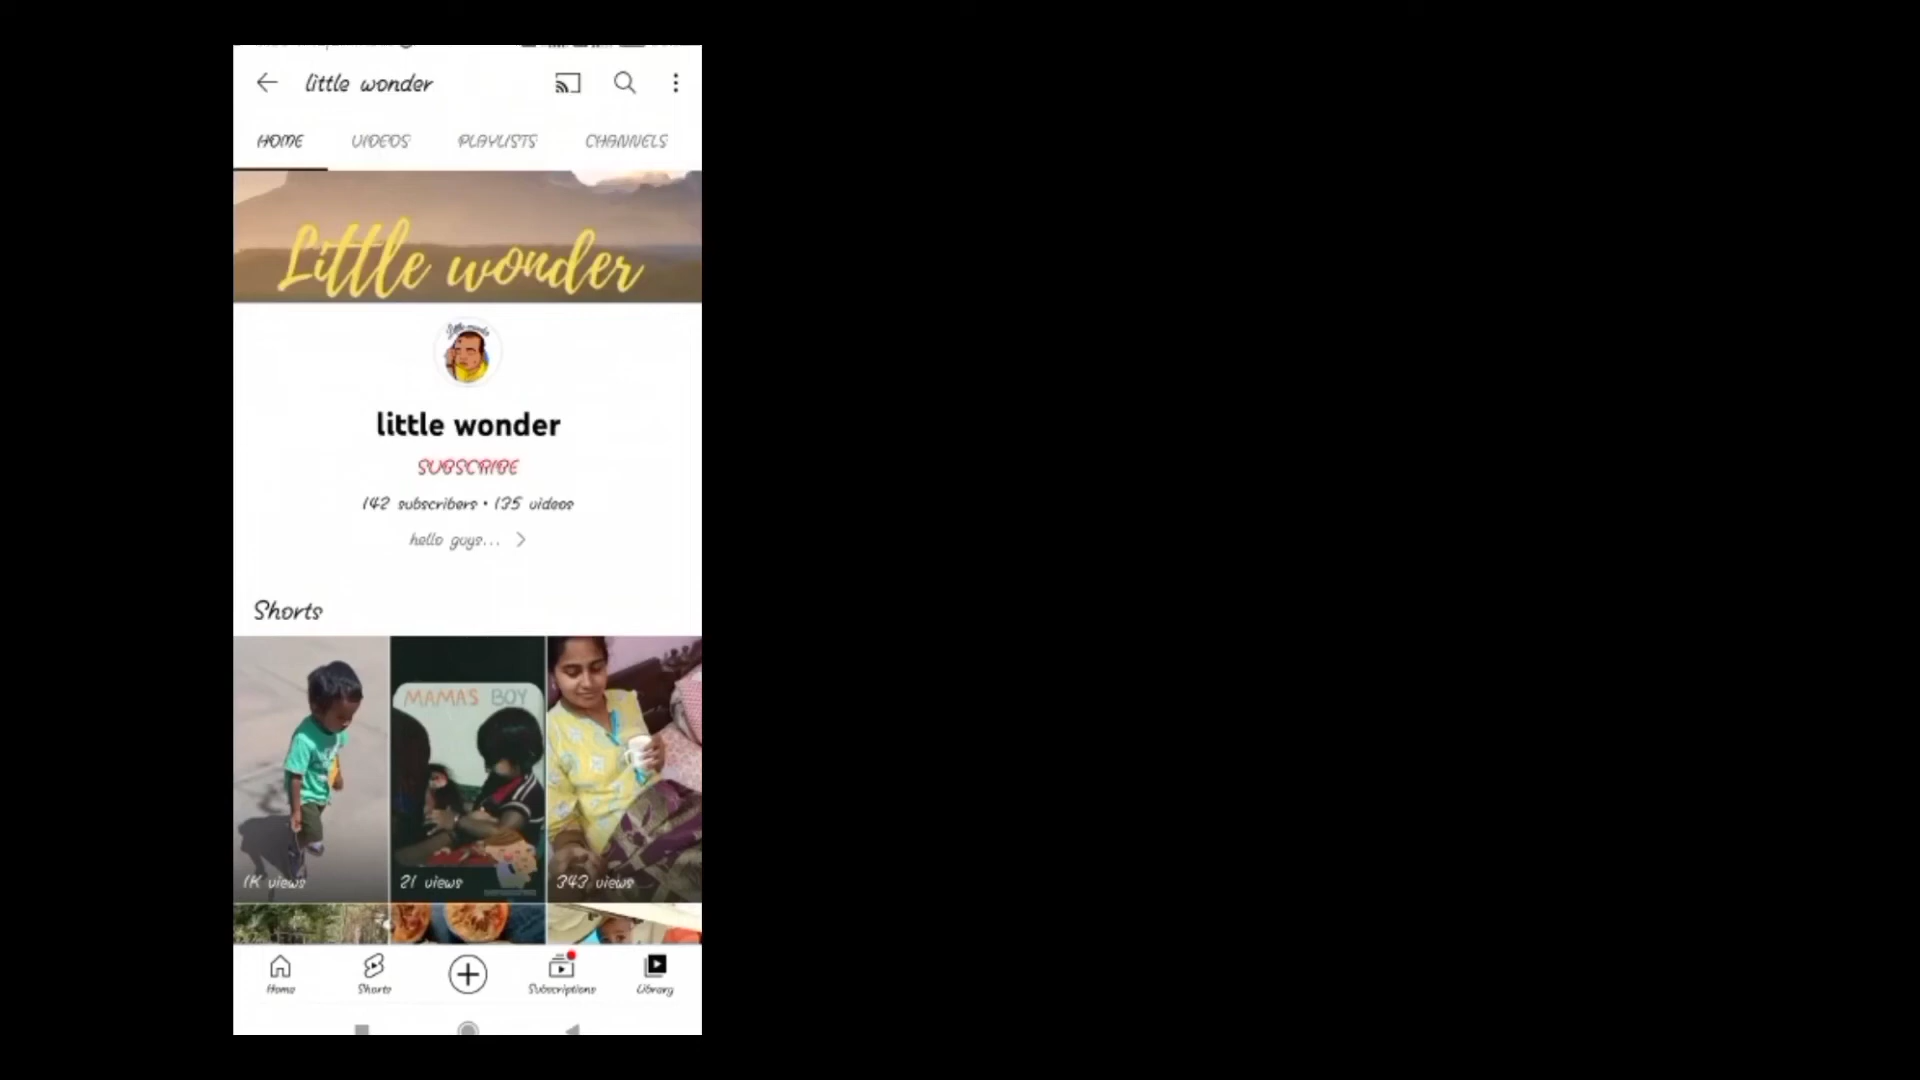 little wonder
HOME VIDEOS PLAYLISTS CHANNELS
Little wonder
little wonder
SUBSCRIBE
142 subscribers • 135 videos
hello guys...
Shorts
MAMA'S BOY
1K views 21 views 343 views
Home Shorts Subscriptions Library